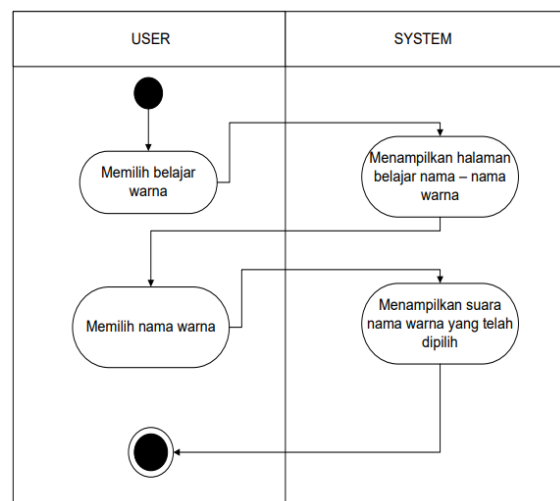 USER
SYSTEM
Memilih belajar
warna
Menampilkan halaman
belajar nama – nama
warna
Memilih nama warna
Menampilkan suara
nama warna yang telah
dipilih